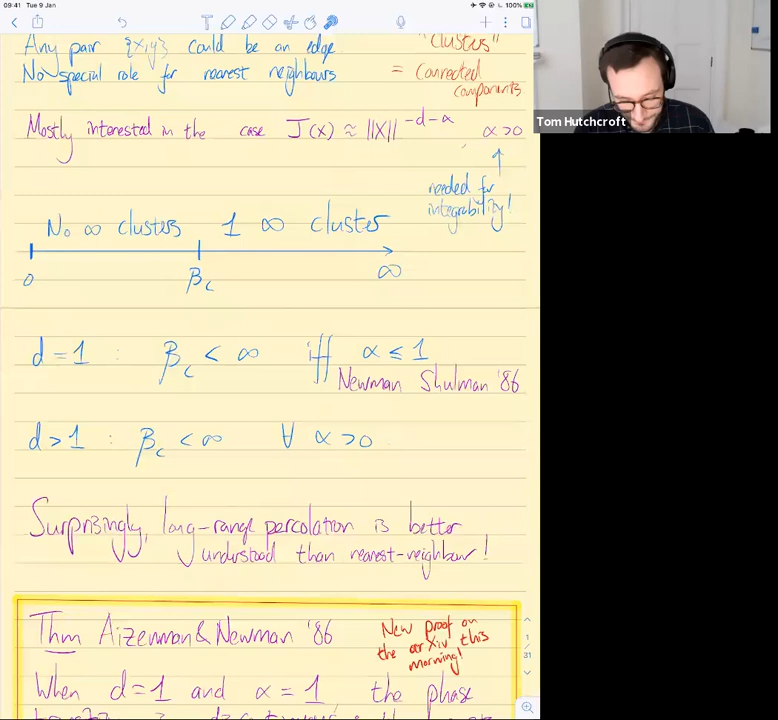 09:41 Tue 9 Jan
100%
Any pair {x,y} could be an edge
No special role for nearest neighbours
"Clusters"
= Connected
components
Mostly interested in the case J(x) ≈ ||x||^{-d-α} α>0
↑
needed for
integrability!
No ∞ clusters 1 ∞ cluster
0 β_c ∞
d=1 : β_c < ∞ iff α ≤ 1
Newman Shulman '86
d>1 : β_c < ∞ ∀ α>0
Surprisingly, long-range percolation is better
understood than nearest-neighbour!
Thm Aizenman & Newman '86
New proof on
the arXiv this
morning!
When d=1 and α=1 the phase
1
31
Tom Hutchcroft